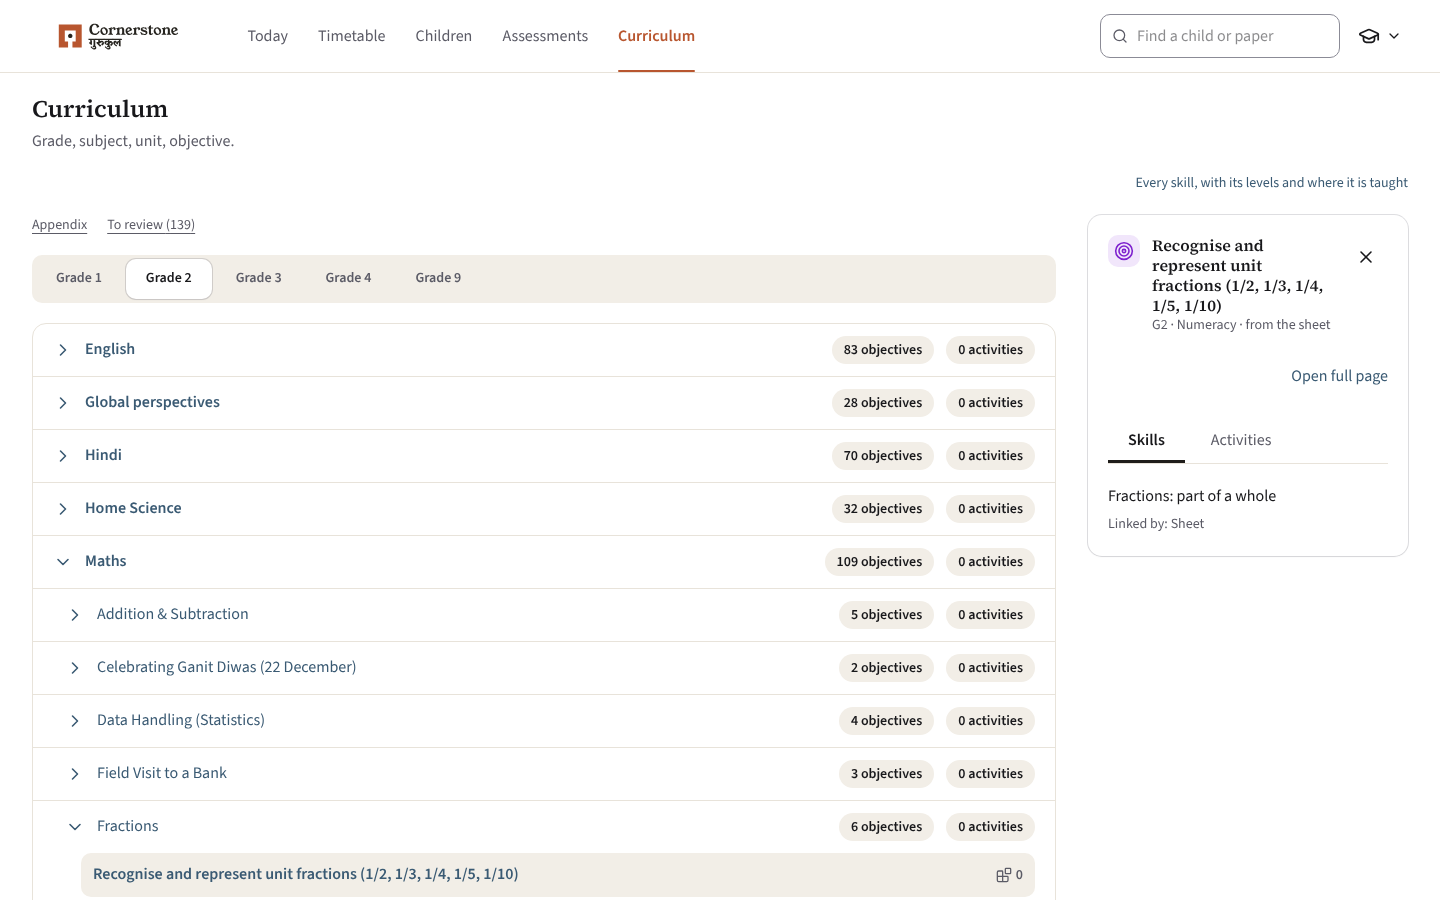 Cornerstone
गुरुकुल
Today
Timetable
Children
Assessments
Curriculum
Find a child or paper
Curriculum
Grade, subject, unit, objective.
Every skill, with its levels and where it is taught
Appendix
To review (139)
Grade 1
Grade 2
Grade 3
Grade 4
Grade 9
English
83 objectives
0 activities
Global perspectives
28 objectives
0 activities
Hindi
70 objectives
0 activities
Home Science
32 objectives
0 activities
Maths
109 objectives
0 activities
Addition & Subtraction
5 objectives
0 activities
Celebrating Ganit Diwas (22 December)
2 objectives
0 activities
Data Handling (Statistics)
4 objectives
0 activities
Field Visit to a Bank
3 objectives
0 activities
Fractions
6 objectives
0 activities
Recognise and represent unit fractions (1/2, 1/3, 1/4, 1/5, 1/10)
0
Recognise and
represent unit
fractions (1/2, 1/3, 1/4,
1/5, 1/10)
G2 · Numeracy · from the sheet
Open full page
Skills
Activities
Fractions: part of a whole
Linked by: Sheet